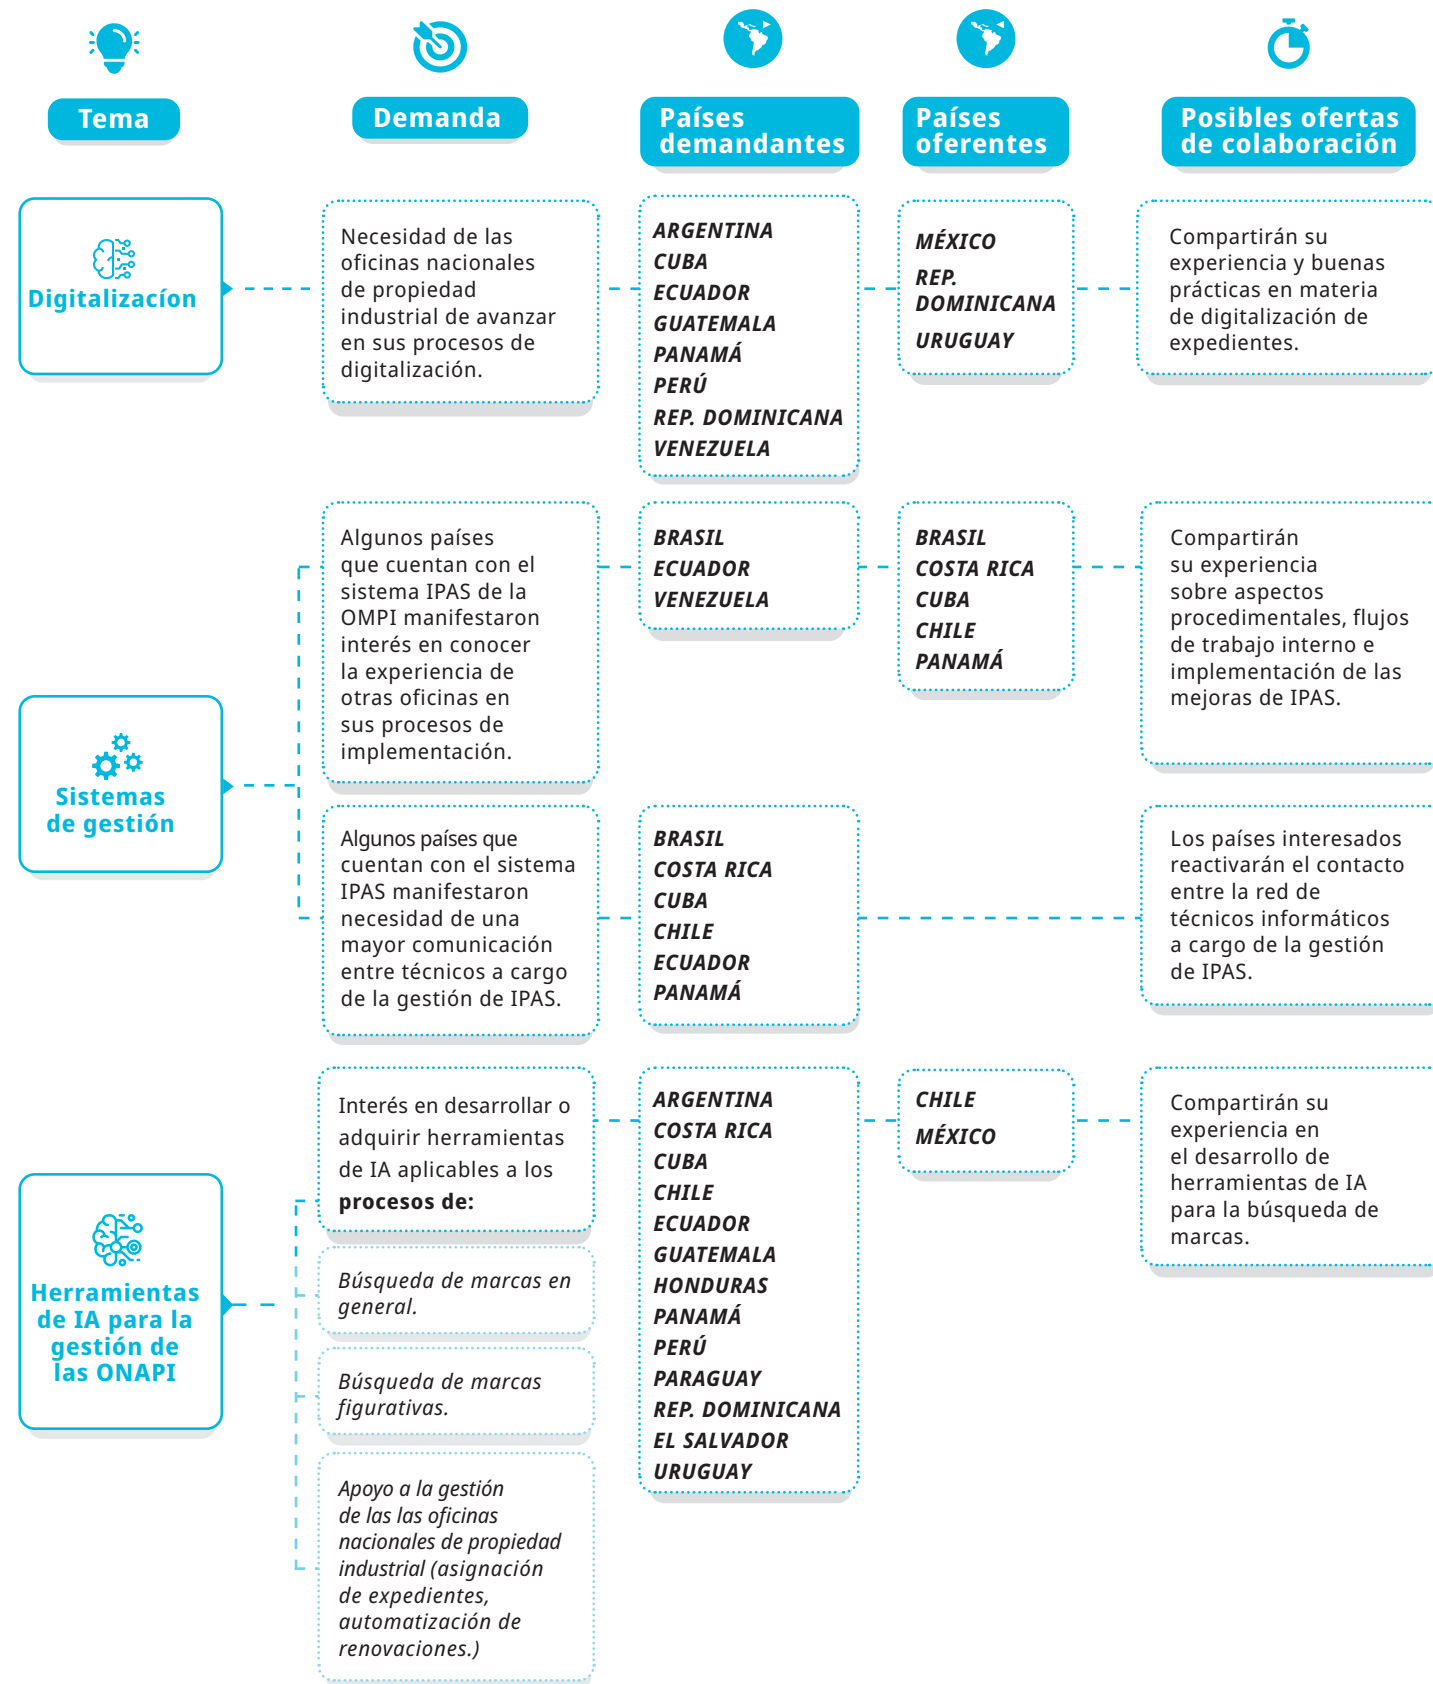 Tema
Demanda
Países
demandantes
Países
oferentes
Posibles ofertas
de colaboración
Digitalizacíon
Necesidad de las
oficinas nacionales
de propiedad
industrial de avanzar
en sus procesos de
digitalización.
ARGENTINA
CUBA
ECUADOR
GUATEMALA
PANAMÁ
PERÚ
REP. DOMINICANA
VENEZUELA
MÉXICO
REP.
DOMINICANA
URUGUAY
Compartirán su
experiencia y buenas
prácticas en materia
de digitalización de
expedientes.
Sistemas
de gestión
Algunos países
que cuentan con el
sistema IPAS de la
OMPI manifestaron
interés en conocer
la experiencia de
otras oficinas en
sus procesos de
implementación.
BRASIL
ECUADOR
VENEZUELA
BRASIL
COSTA RICA
CUBA
CHILE
PANAMÁ
Compartirán
su experiencia
sobre aspectos
procedimentales, flujos
de trabajo interno e
implementación de las
mejoras de IPAS.
Algunos países que
cuentan con el sistema
IPAS manifestaron
necesidad de una
mayor comunicación
entre técnicos a cargo
de la gestión de IPAS.
BRASIL
COSTA RICA
CUBA
CHILE
ECUADOR
PANAMÁ
Los países interesados
reactivarán el contacto
entre la red de
técnicos informáticos
a cargo de la gestión
de IPAS.
Herramientas
de IA para la
gestión de
las ONAPI
Interés en desarrollar o
adquirir herramientas
de IA aplicables a los
procesos de:
Búsqueda de marcas en
general.
Búsqueda de marcas
figurativas.
Apoyo a la gestión
de las las oficinas
nacionales de propiedad
industrial (asignación
de expedientes,
automatización de
renovaciones.)
ARGENTINA
COSTA RICA
CUBA
CHILE
ECUADOR
GUATEMALA
HONDURAS
PANAMÁ
PERÚ
PARAGUAY
REP. DOMINICANA
EL SALVADOR
URUGUAY
CHILE
MÉXICO
Compartirán su
experiencia en
el desarrollo de
herramientas de IA
para la búsqueda de
marcas.